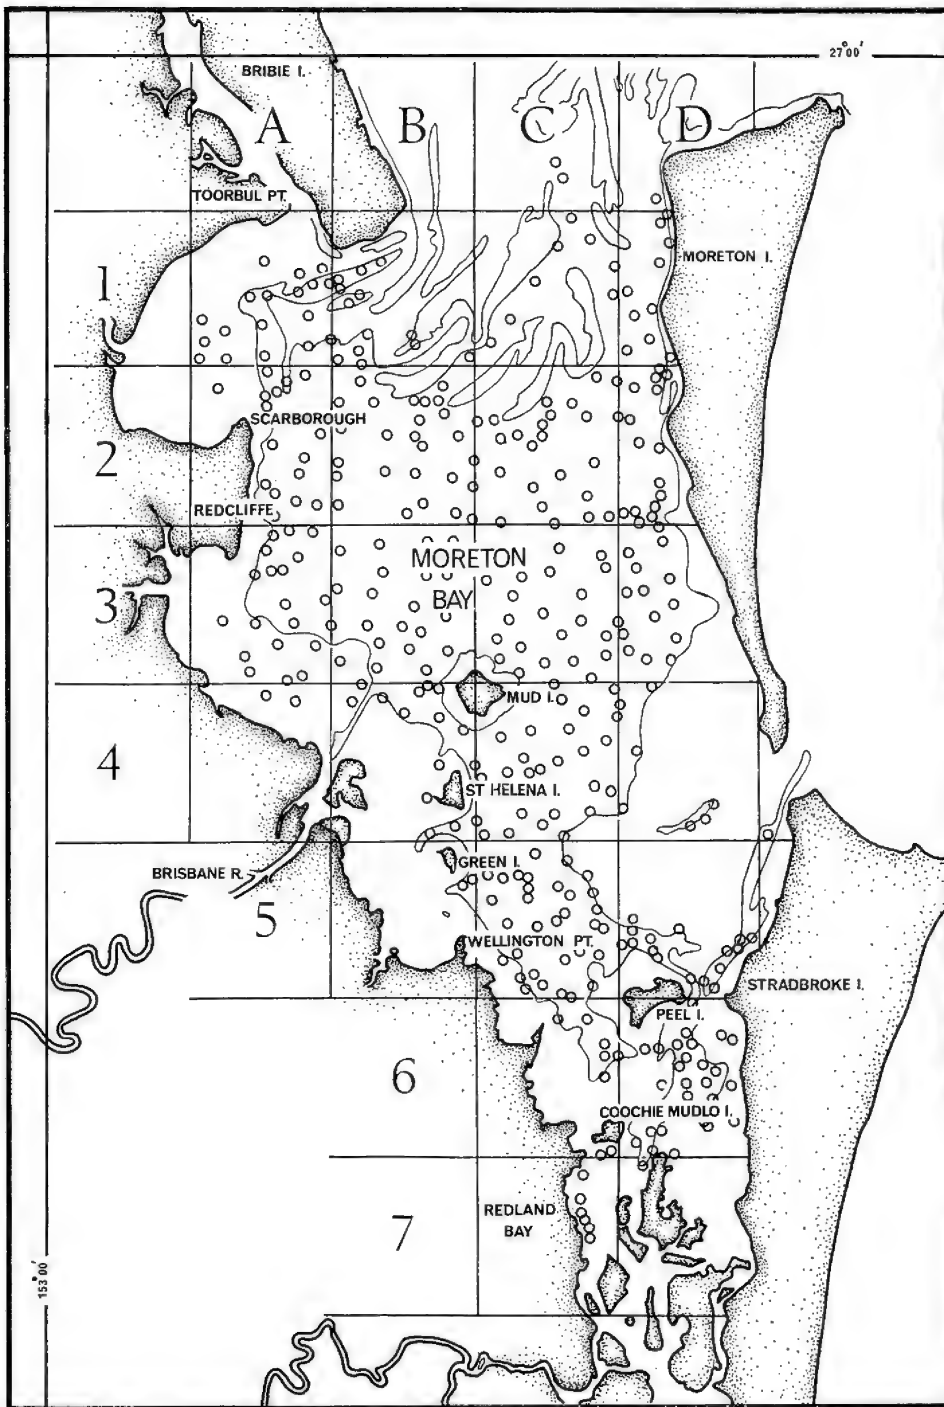 27°00'
BRIBIE I.
A
B
C
D
TOORBUL PT.
MORETON I.
1
SCARBOROUGH
2
REDCLIFFE
MORETON
BAY
3
MUD I.
4
ST HELENA I.
GREEN I.
BRISBANE R.
5
WELLINGTON PT.
STRADBROKE I.
PEEL I.
6
COOCHIE MUDLO I.
REDLAND
BAY
7
153°00'